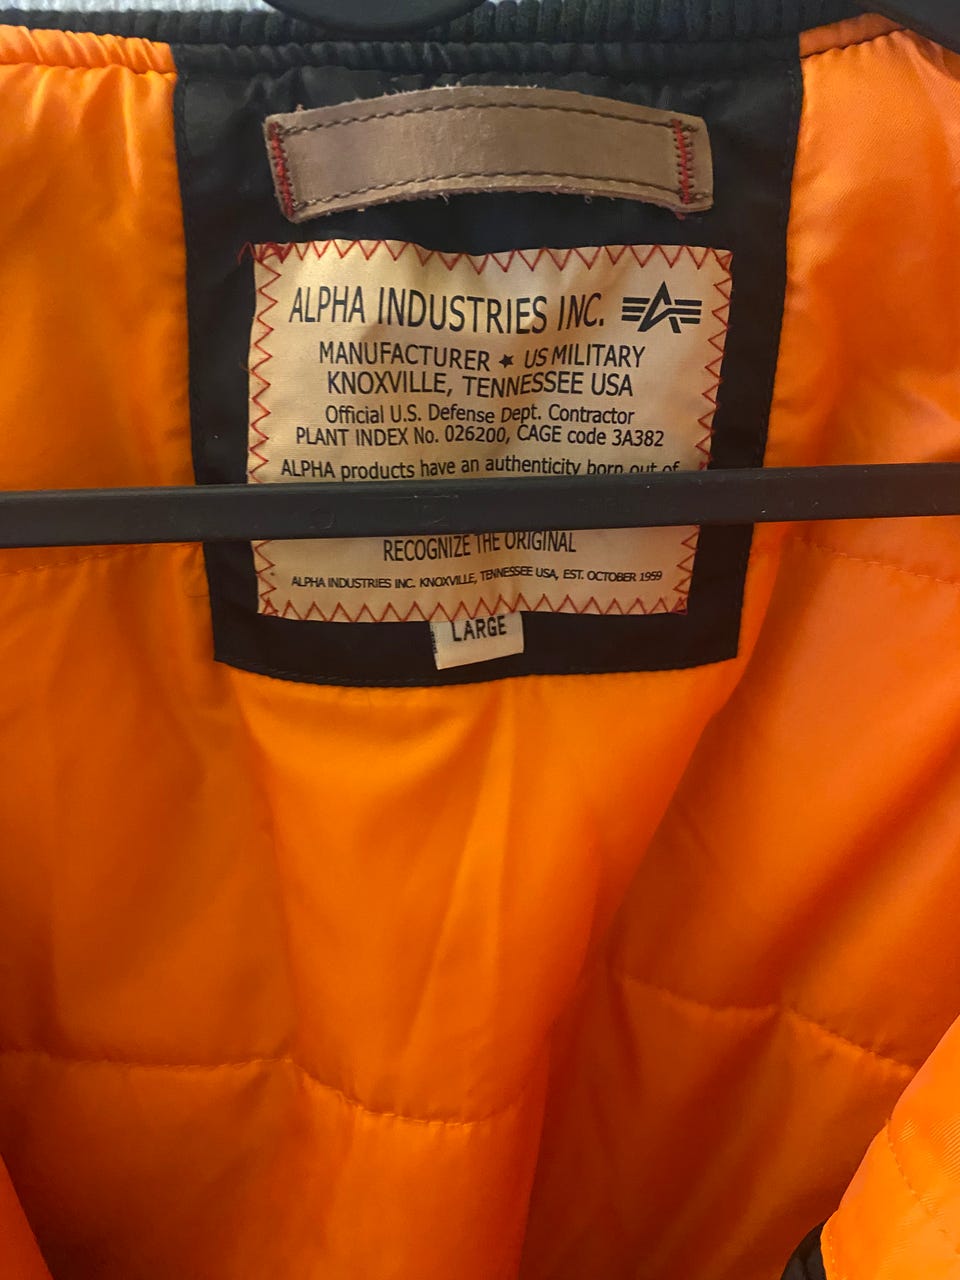 ALPHA INDUSTRIES INC.
MANUFACTURER ★ US MILITARY
KNOXVILLE, TENNESSEE USA
Official U.S. Defense Dept. Contractor
PLANT INDEX No. 026200, CAGE code 3A382
ALPHA products have an authenticity born out of
RECOGNIZE THE ORIGINAL
ALPHA INDUSTRIES INC. KNOXVILLE, TENNESSEE USA, EST. OCTOBER 1959
LARGE